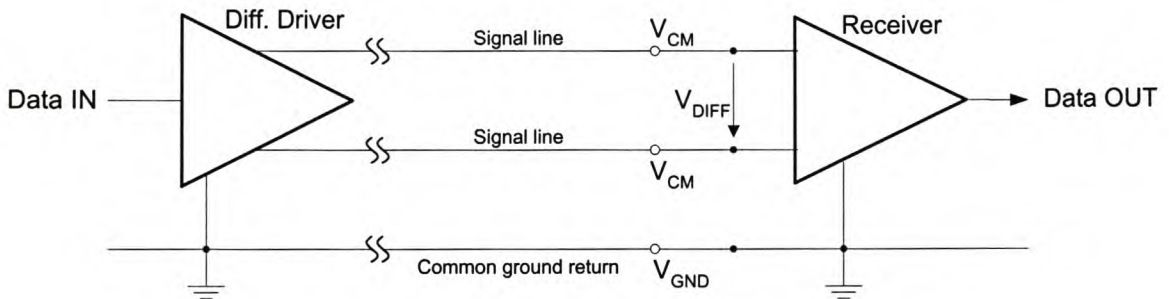 Diff. Driver
Receiver
Signal line
V_CM
Data IN
V_DIFF
Data OUT
Signal line
V_CM
Common ground return
V_GND